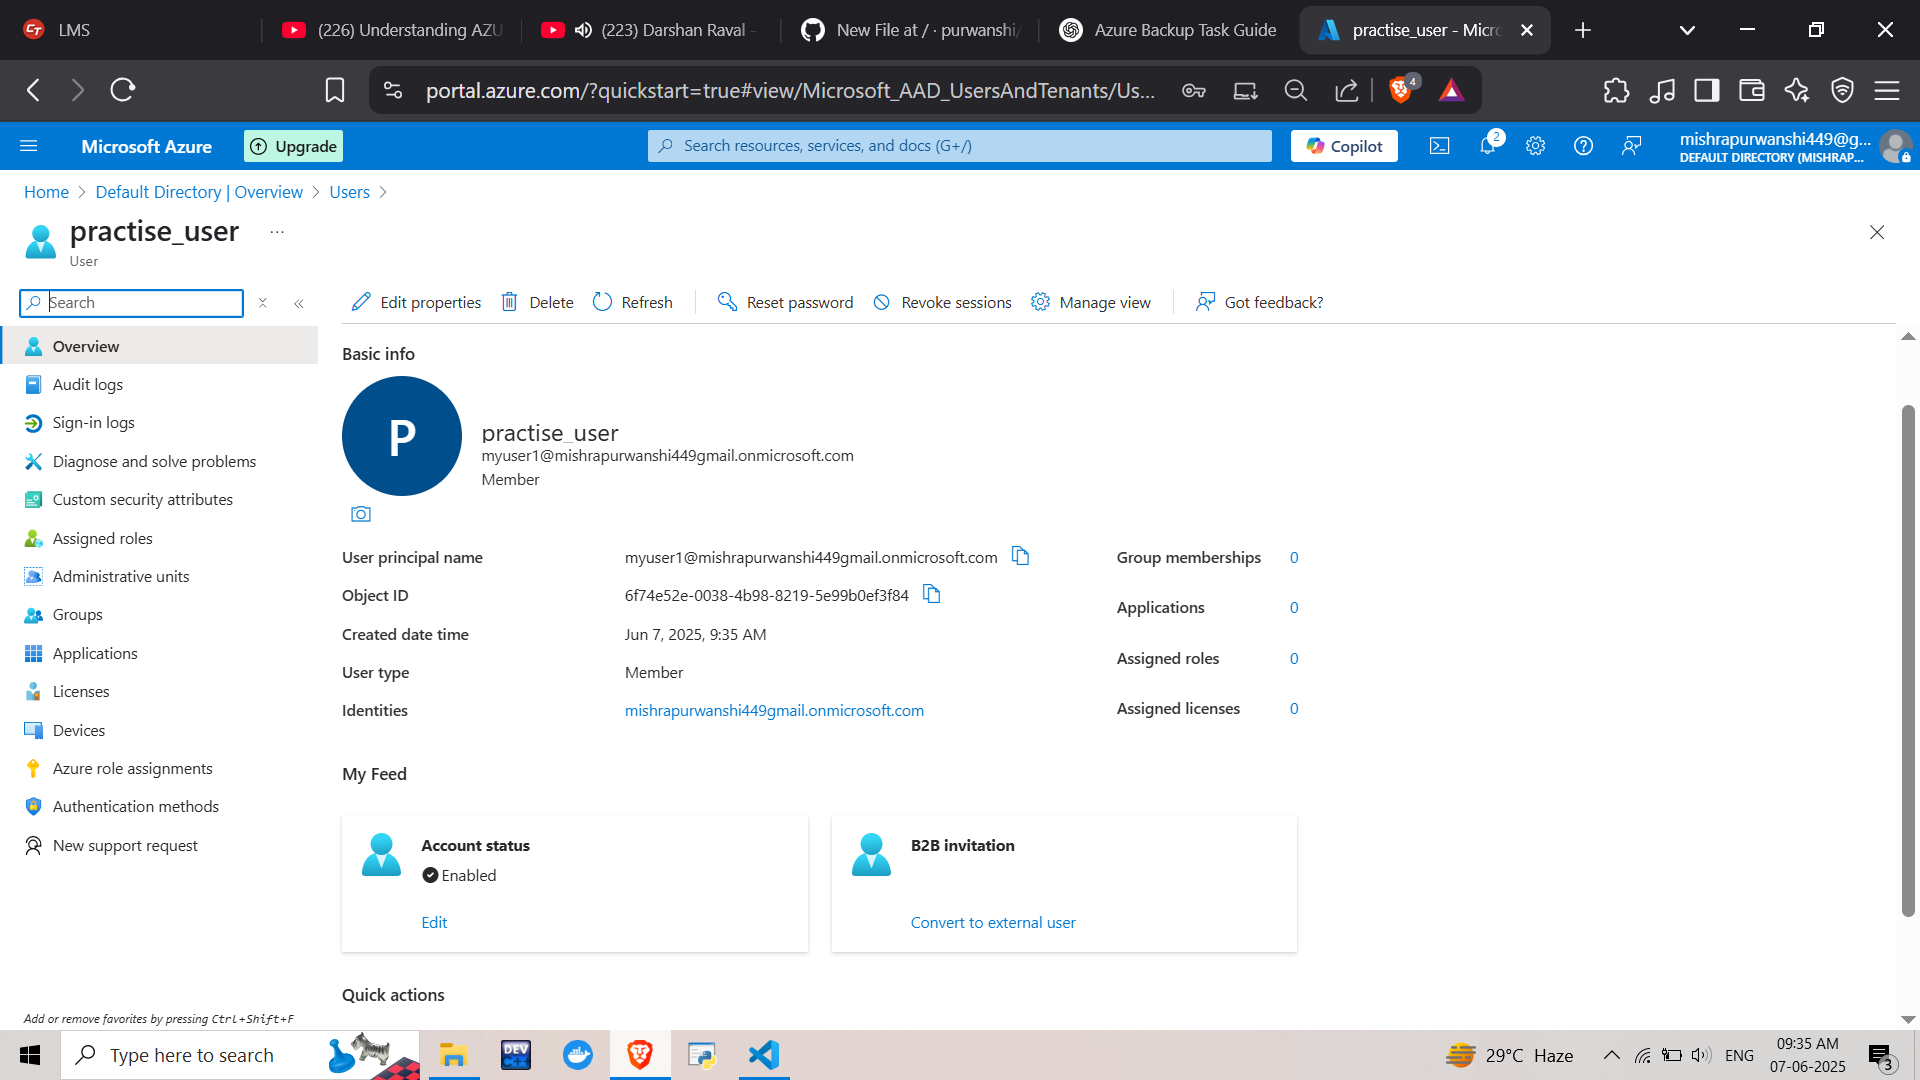 LMS
(226) Understanding AZU
(223) Darshan Raval -
New File at / · purwanshi/
Azure Backup Task Guide
practise_user - Micro
portal.azure.com/?quickstart=true#view/Microsoft_AAD_UsersAndTenants/Us...
4
Microsoft Azure
Upgrade
Search resources, services, and docs (G+/)
Copilot
2
mishrapurwanshi449@g...
DEFAULT DIRECTORY (MISHRAP...
Home > Default Directory | Overview > Users >
practise_user ...
User
Search
Edit properties
Delete
Refresh
Reset password
Revoke sessions
Manage view
Got feedback?
Overview
Audit logs
Sign-in logs
Diagnose and solve problems
Custom security attributes
Assigned roles
Administrative units
Groups
Applications
Licenses
Devices
Azure role assignments
Authentication methods
New support request
Add or remove favorites by pressing Ctrl+Shift+F
Basic info
P
practise_user
myuser1@mishrapurwanshi449gmail.onmicrosoft.com
Member
User principal name myuser1@mishrapurwanshi449gmail.onmicrosoft.com
Object ID 6f74e52e-0038-4b98-8219-5e99b0ef3f84
Created date time Jun 7, 2025, 9:35 AM
User type Member
Identities mishrapurwanshi449gmail.onmicrosoft.com
Group memberships 0
Applications 0
Assigned roles 0
Assigned licenses 0
My Feed
Account status
Enabled
Edit
B2B invitation
Convert to external user
Quick actions
Type here to search
DEV
C++
29°C Haze
ENG
09:35 AM
07-06-2025
3